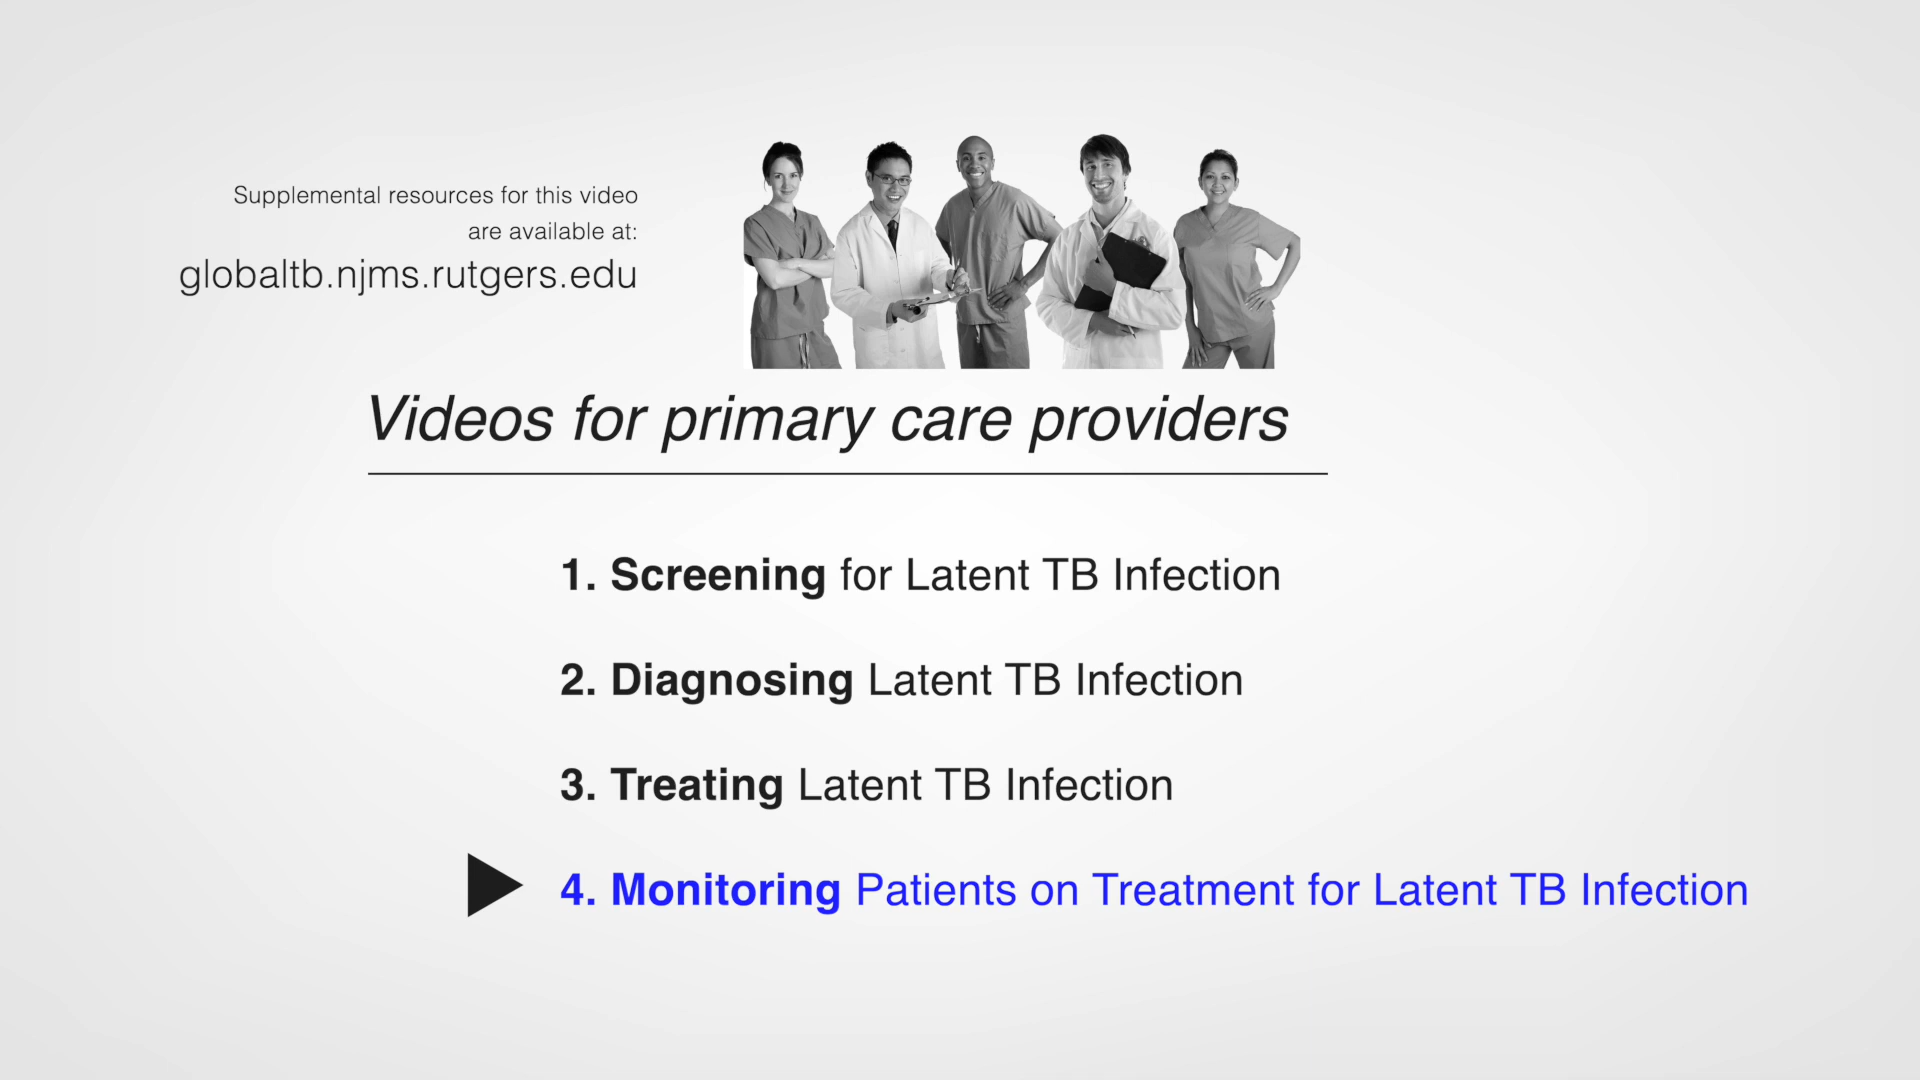 Supplemental resources for this video
are available at:
globaltb.njms.rutgers.edu
Videos for primary care providers
1. Screening for Latent TB Infection
2. Diagnosing Latent TB Infection
3. Treating Latent TB Infection
4. Monitoring Patients on Treatment for Latent TB Infection